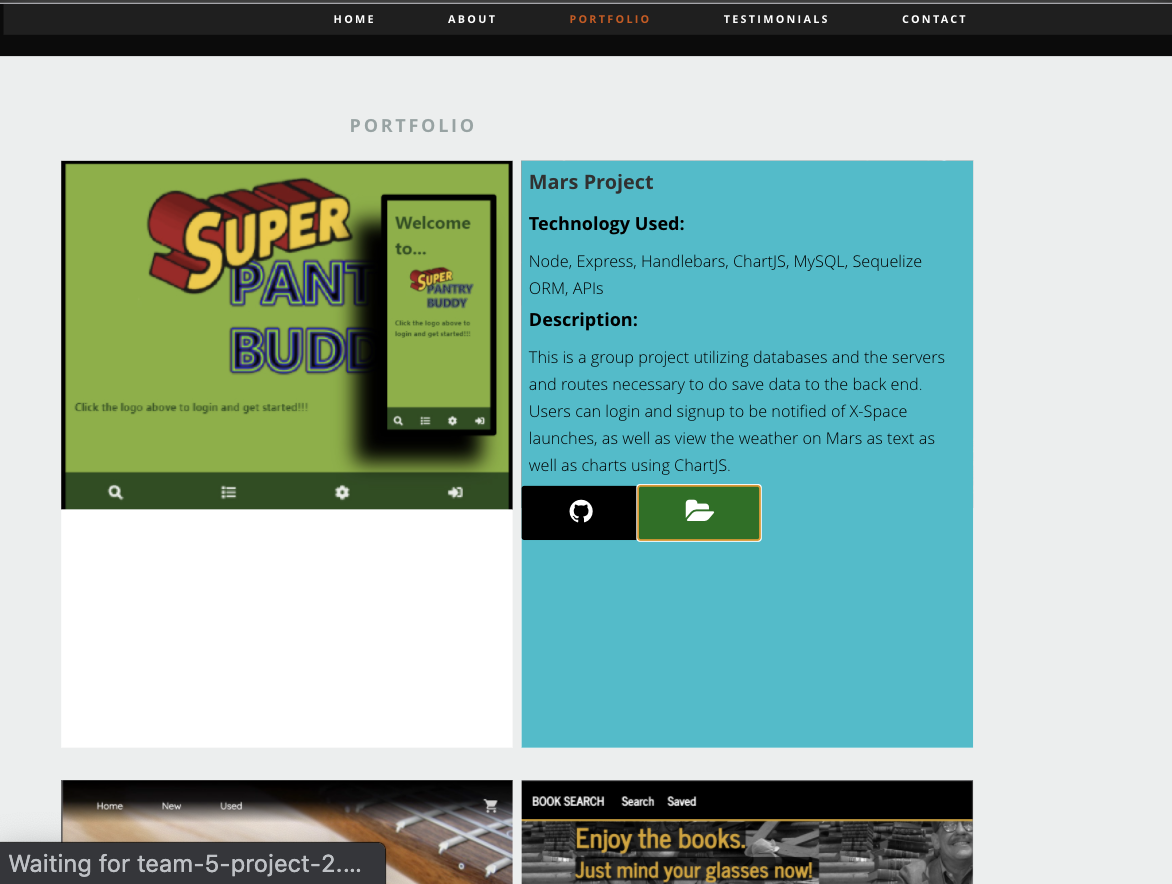 HOME ABOUT PORTFOLIO TESTIMONIALS CONTACT
PORTFOLIO
SUPER
PANT
BUDD
Click the logo above to login and get started!!!
Welcome
to...
SUPER
PANTRY
BUDDY
Click the logo above to
login and get started!!!
Mars Project
Technology Used:
Node, Express, Handlebars, ChartJS, MySQL, Sequelize
ORM, APIs
Description:
This is a group project utilizing databases and the servers
and routes necessary to do save data to the back end.
Users can login and signup to be notified of X-Space
launches, as well as view the weather on Mars as text as
well as charts using ChartJS.
Home New Used
BOOK SEARCH Search Saved
Enjoy the books.
Just mind your glasses now!
Waiting for team-5-project-2....